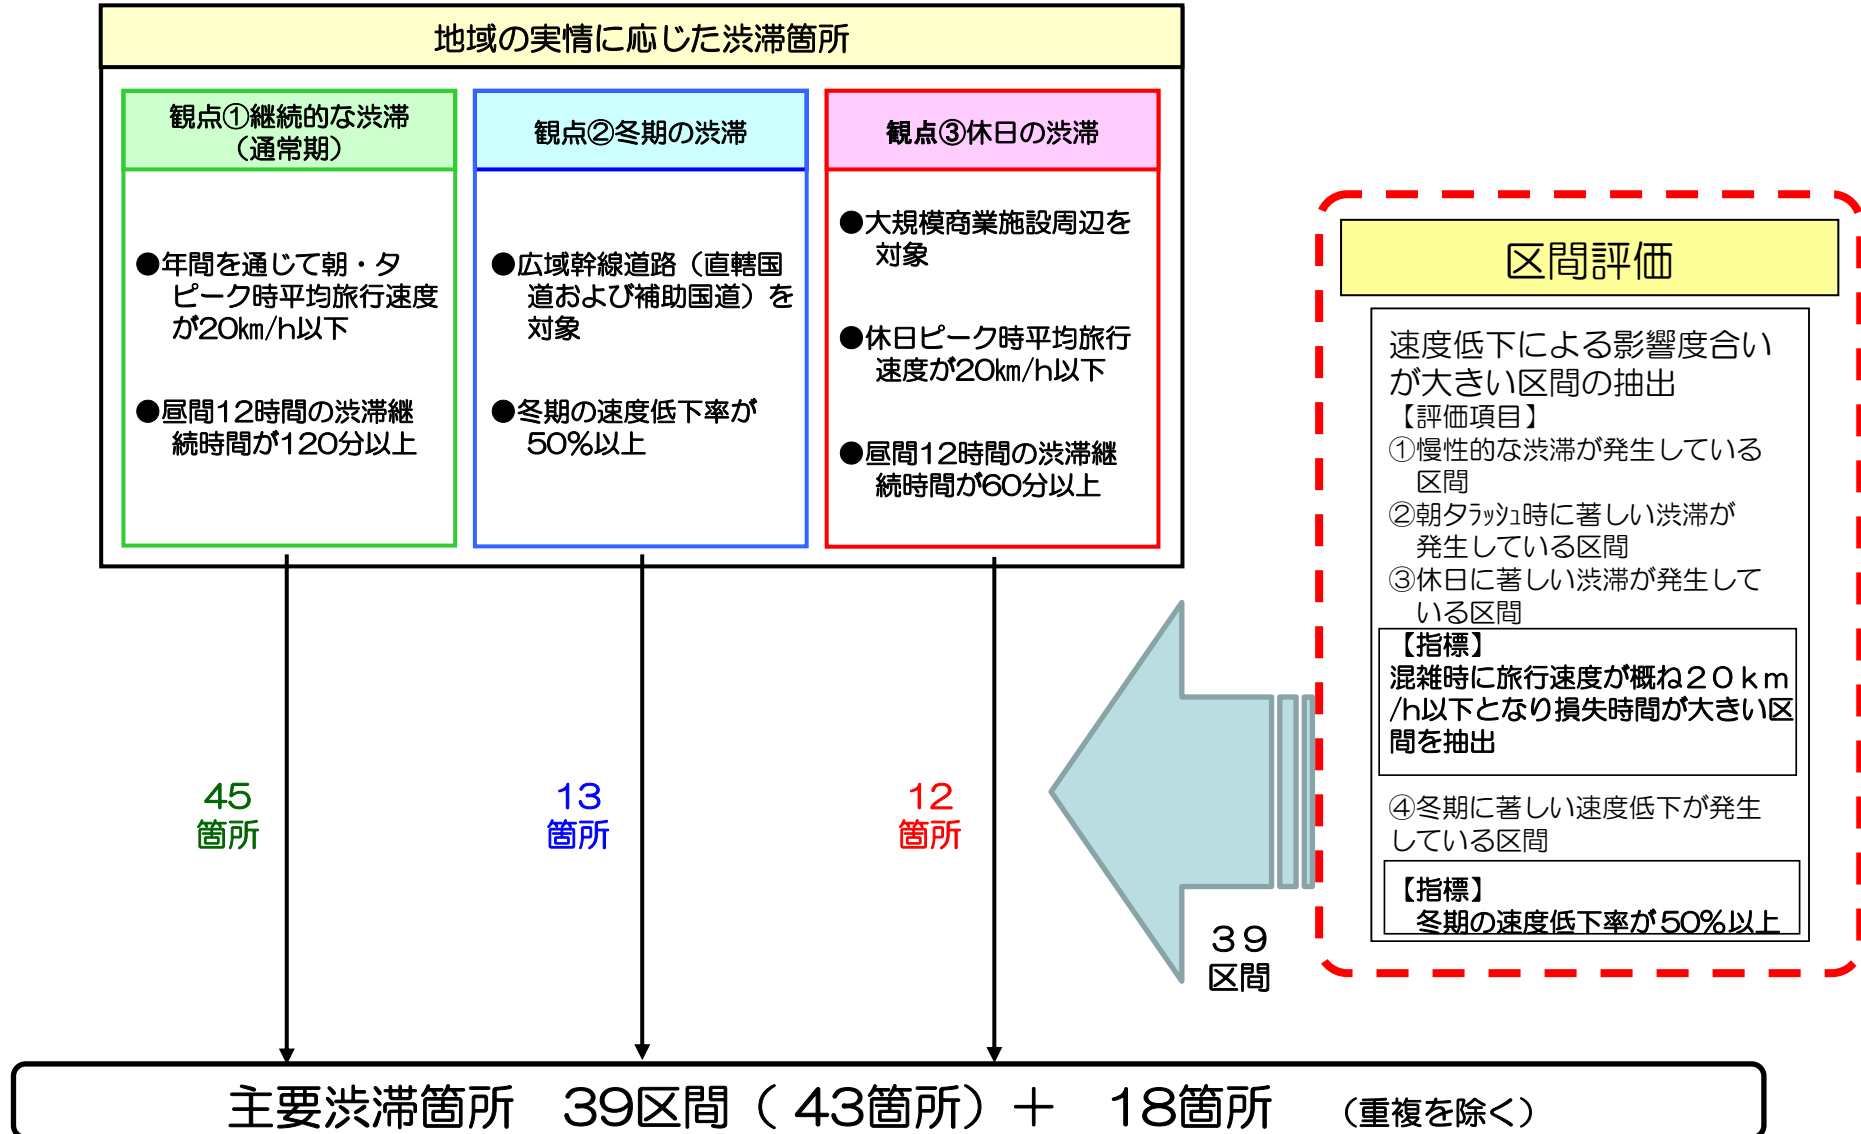 地域の実情に応じた渋滞箇所
観点①継続的な渋滞
（通常期）
●年間を通じて朝・夕
ピーク時平均旅行速度
が20㎞/h以下
●昼間12時間の渋滞継
続時間が120分以上
観点②冬期の渋滞
●広域幹線道路（直轄国
道および補助国道）を
対象
●冬期の速度低下率が
50%以上
観点③休日の渋滞
●大規模商業施設周辺を
対象
●休日ピーク時平均旅行
速度が20㎞/h以下
●昼間12時間の渋滞継
続時間が60分以上
区間評価
速度低下による影響度合い
が大きい区間の抽出
【評価項目】
①慢性的な渋滞が発生している
区間
②朝夕ﾗｯｼｭ時に著しい渋滞が
発生している区間
③休日に著しい渋滞が発生して
いる区間
【指標】
混雑時に旅行速度が概ね２０ｋｍ
/h以下となり損失時間が大きい区
間を抽出
④冬期に著しい速度低下が発生
している区間
【指標】
冬期の速度低下率が50%以上
45
箇所
13
箇所
12
箇所
３９
区間
主要渋滞箇所　39区間（ 43箇所）＋　18箇所　（重複を除く）